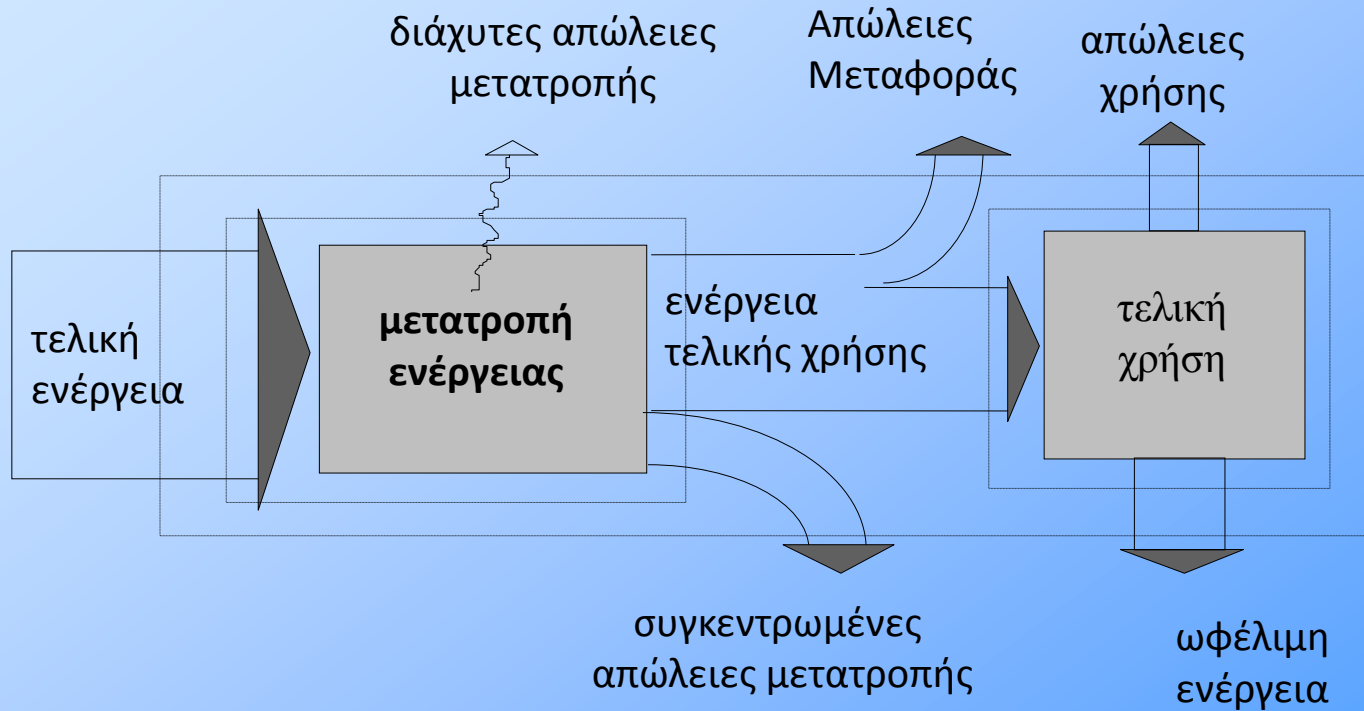 διάχυτες απώλειες
μετατροπής
Απώλειες
Μεταφοράς
απώλειες
χρήσης
τελική
ενέργεια
μετατροπή
ενέργειας
ενέργεια
τελικής χρήσης
τελική
χρήση
συγκεντρωμένες
απώλειες μετατροπής
ωφέλιμη
ενέργεια